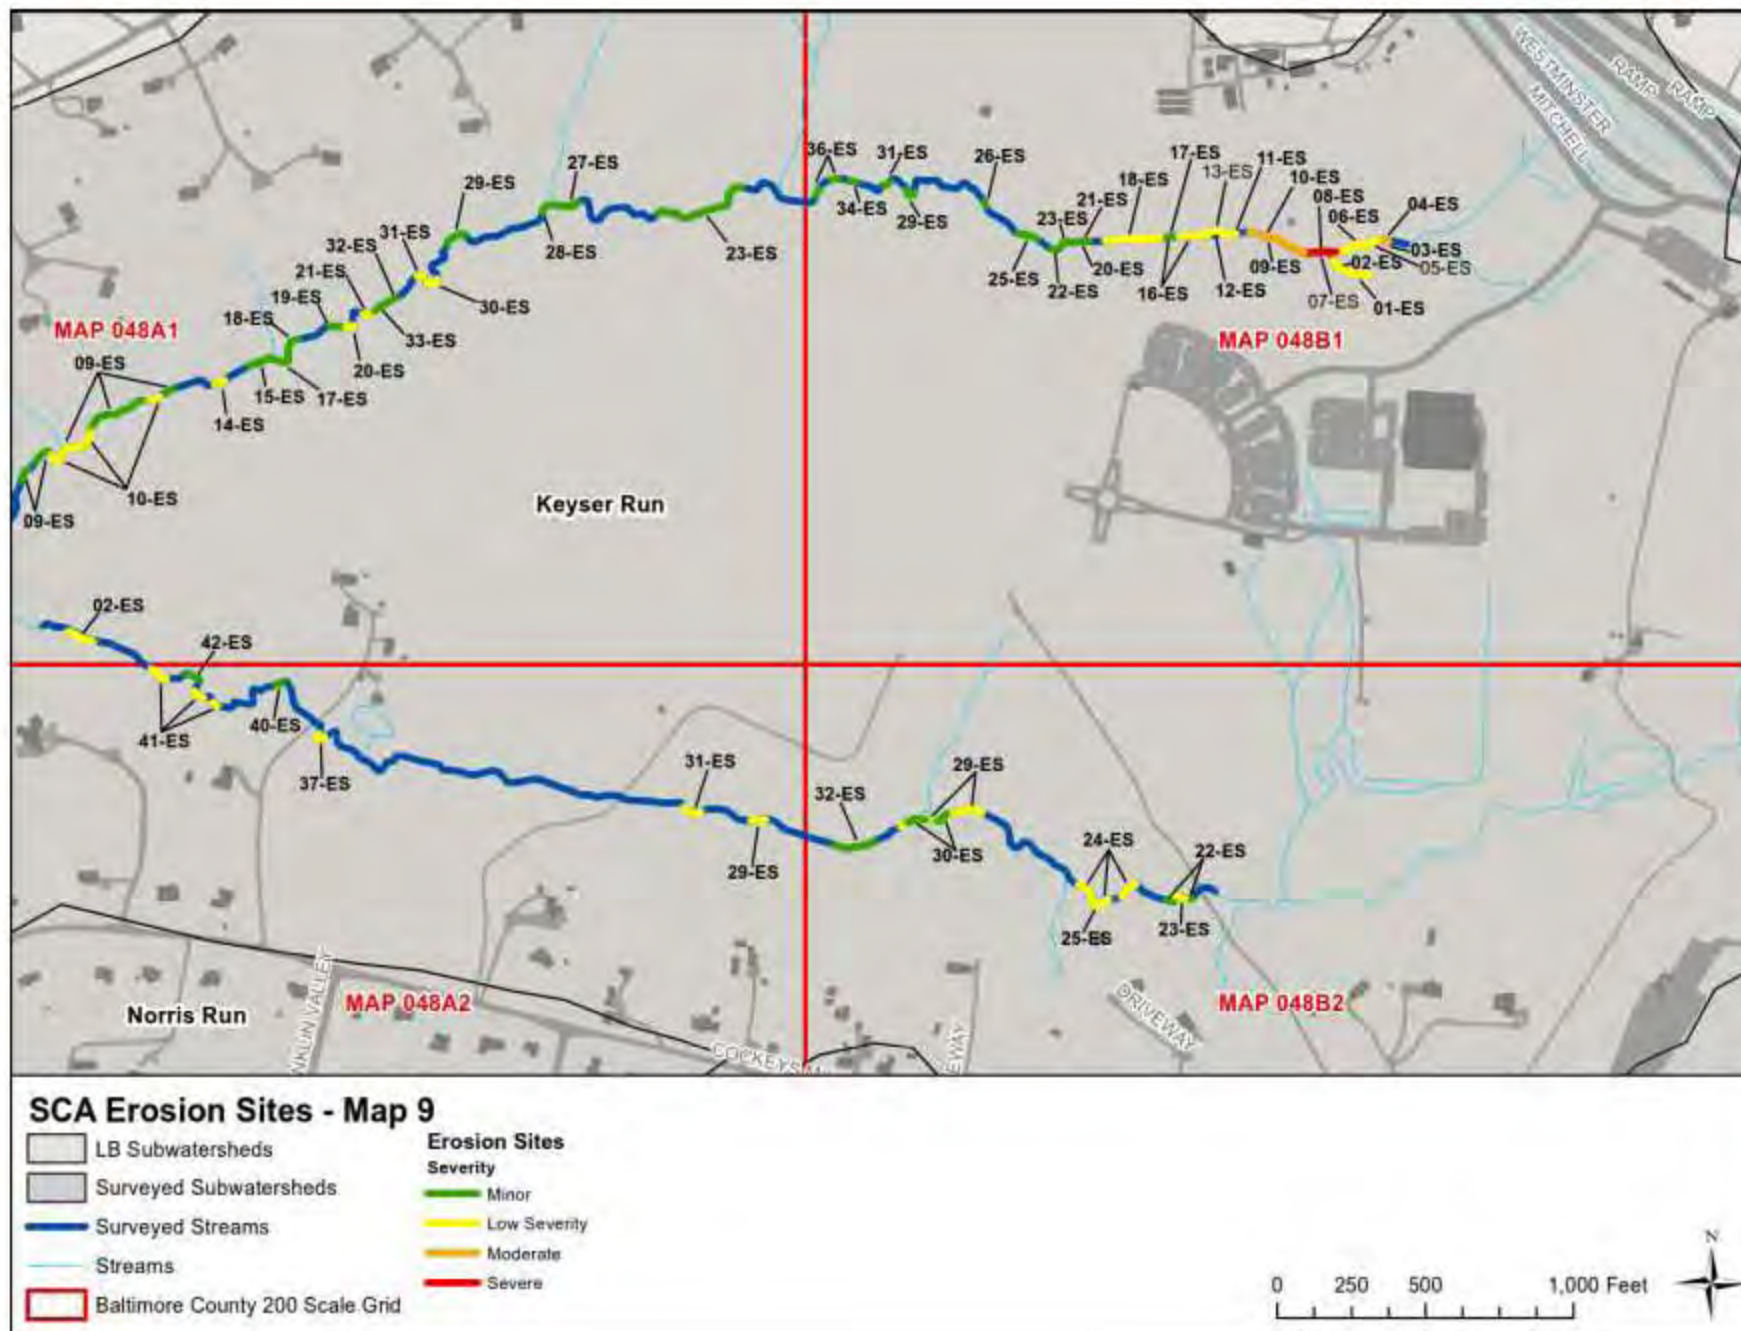 WESTMINSTER
RAMP
RAMP
MITCHELL
27-ES
29-ES
31-ES
32-ES
21-ES
19-ES
18-ES
28-ES
23-ES
30-ES
33-ES
20-ES
17-ES
15-ES
14-ES
MAP 048A1
09-ES
10-ES
09-ES
Keyser Run
36-ES
31-ES
26-ES
34-ES
29-ES
23-ES
21-ES
18-ES
17-ES
13-ES
11-ES
10-ES
08-ES
06-ES
04-ES
03-ES
02-ES
05-ES
25-ES
22-ES
20-ES
16-ES
12-ES
09-ES
07-ES
01-ES
MAP 048B1
02-ES
42-ES
41-ES
40-ES
37-ES
31-ES
29-ES
32-ES
29-ES
30-ES
24-ES
22-ES
25-ES
23-ES
Norris Run
NKLIN VALLEY
MAP 048A2
COCKEYS
EWAY
DRIVEWAY
MAP 048B2
SCA Erosion Sites - Map 9
LB Subwatersheds
Surveyed Subwatersheds
Surveyed Streams
Streams
Baltimore County 200 Scale Grid
Erosion Sites
Severity
Minor
Low Severity
Moderate
Severe
N
0 250 500 1,000 Feet